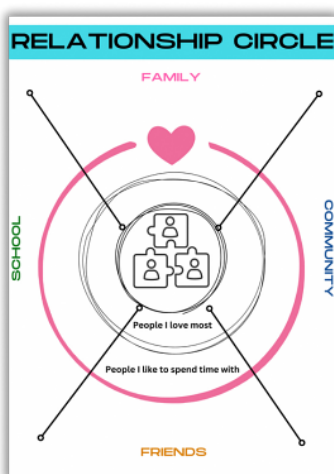 RELATIONSHIP CIRCLE
FAMILY
SCHOOL
COMMUNITY
People I love most
People I like to spend time with
FRIENDS